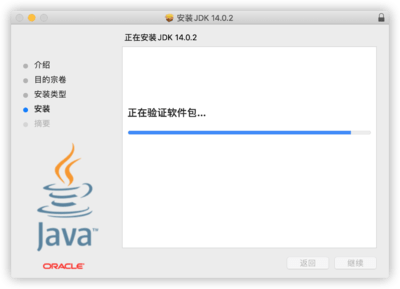 安装 JDK 14.0.2
正在安装 JDK 14.0.2
介绍
目的宗卷
安装类型
安装
摘要
正在验证软件包...
Java™
ORACLE
返回
继续